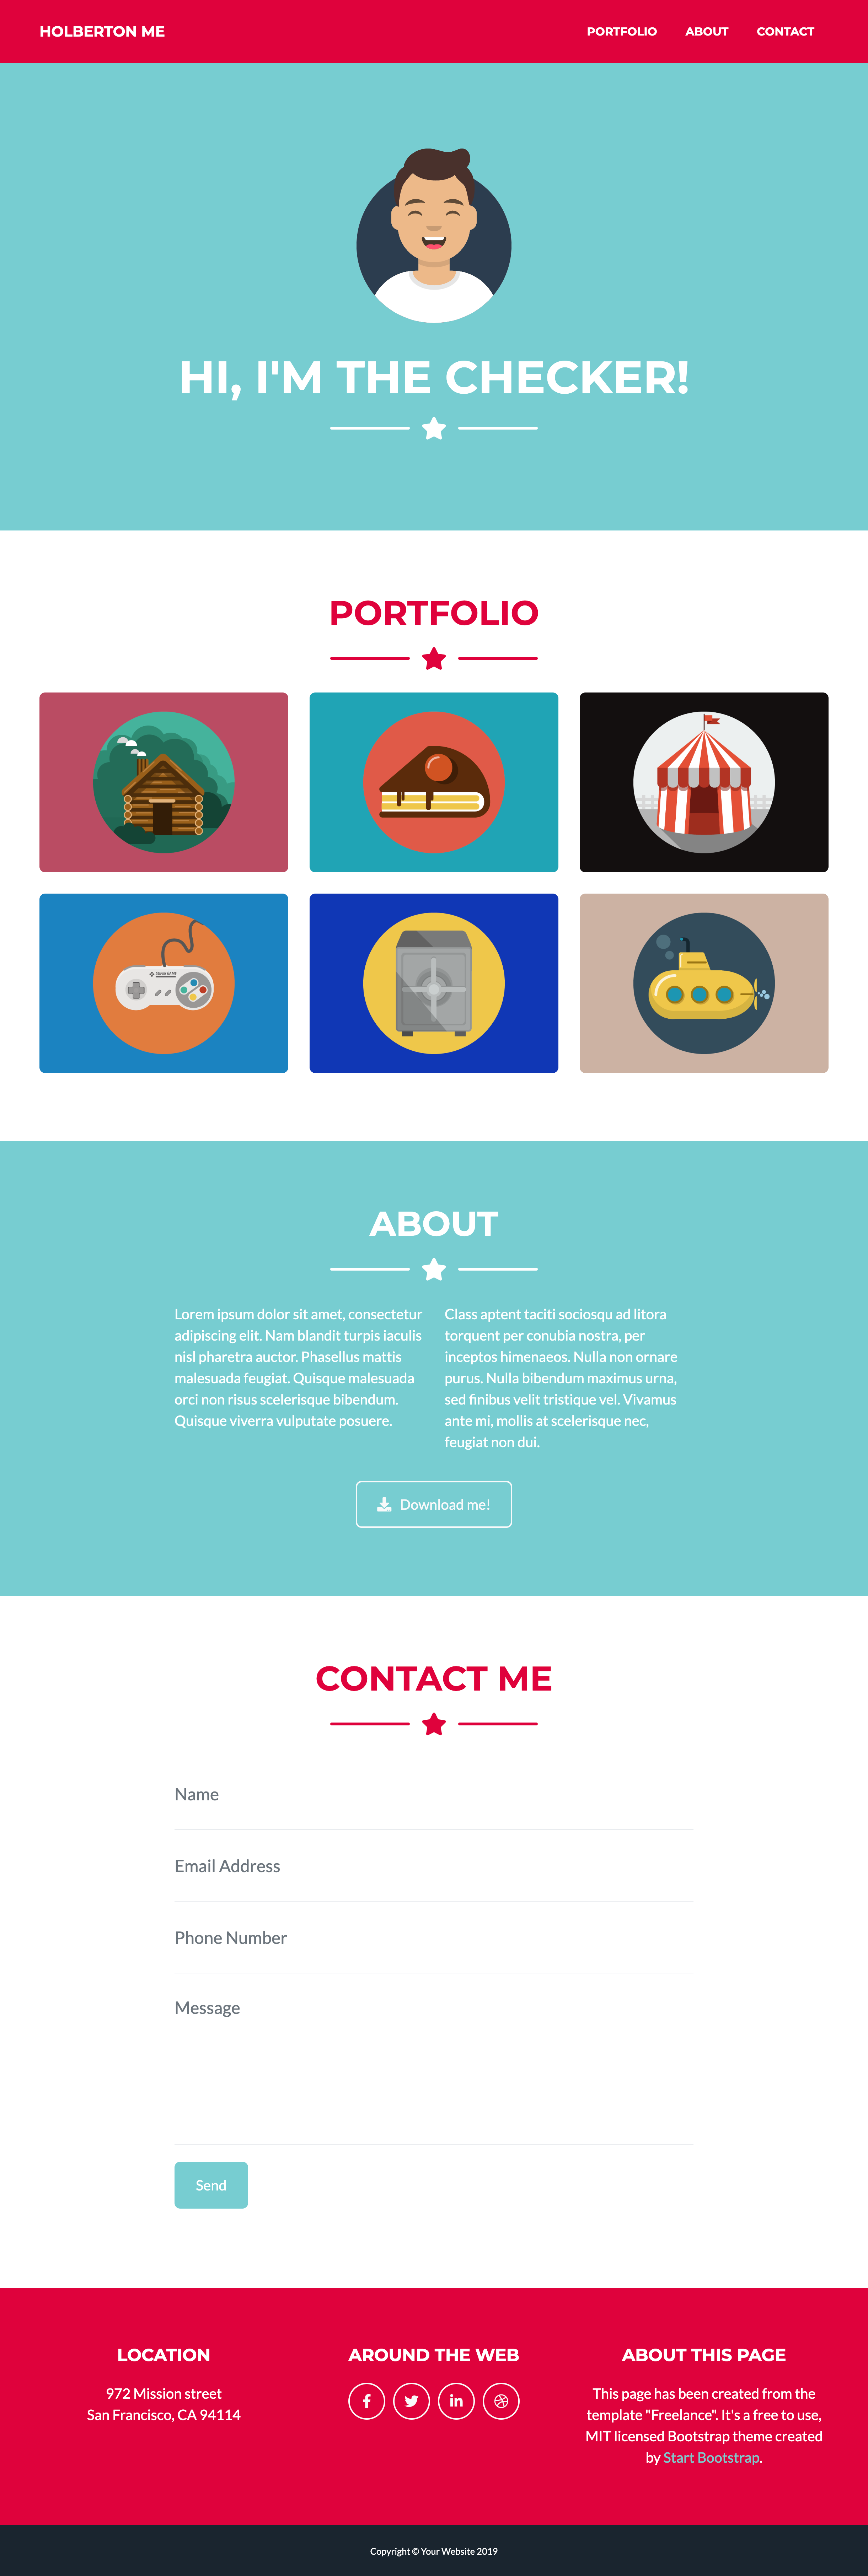 HOLBERTON ME
PORTFOLIO ABOUT CONTACT
HI, I'M THE CHECKER!
PORTFOLIO
SUPER GAME
ABOUT
Lorem ipsum dolor sit amet, consectetur
adipiscing elit. Nam blandit turpis iaculis
nisl pharetra auctor. Phasellus mattis
malesuada feugiat. Quisque malesuada
orci non risus scelerisque bibendum.
Quisque viverra vulputate posuere.
Class aptent taciti sociosqu ad litora
torquent per conubia nostra, per
inceptos himenaeos. Nulla non ornare
purus. Nulla bibendum maximus urna,
sed finibus velit tristique vel. Vivamus
ante mi, mollis at scelerisque nec,
feugiat non dui.
Download me!
CONTACT ME
Name
Email Address
Phone Number
Message
Send
LOCATION
972 Mission street
San Francisco, CA 94114
AROUND THE WEB
ABOUT THIS PAGE
This page has been created from the
template "Freelance". It's a free to use,
MIT licensed Bootstrap theme created
by Start Bootstrap.
Copyright © Your Website 2019